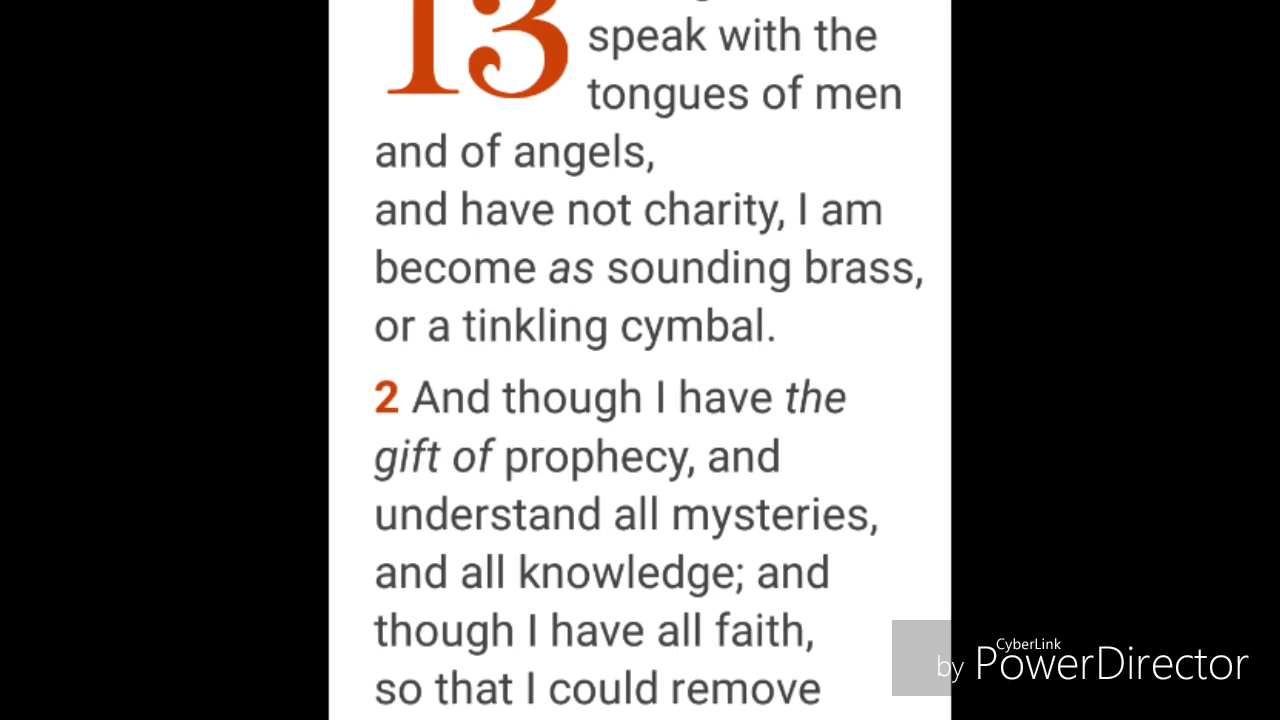 13
speak with the
tongues of men
and of angels,
and have not charity, I am
become as sounding brass,
or a tinkling cymbal.
2 And though I have the
gift of prophecy, and
understand all mysteries,
and all knowledge; and
though I have all faith,
so that I could remove
CyberLink
by PowerDirector